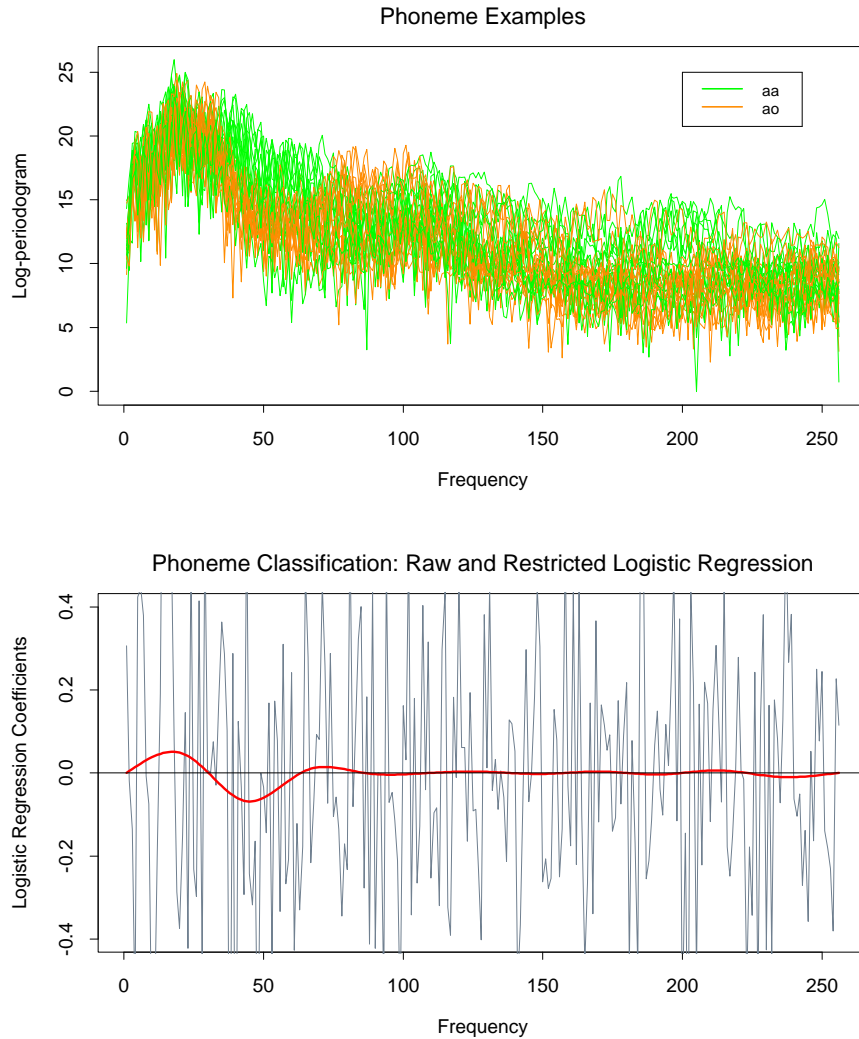 Phoneme Examples
25
20
15
10
5
0
Log-periodogram
aa
ao
0 50 100 150 200 250
Frequency
Phoneme Classification: Raw and Restricted Logistic Regression
0.4
0.2
0.0
-0.2
-0.4
Logistic Regression Coefficients
0 50 100 150 200 250
Frequency